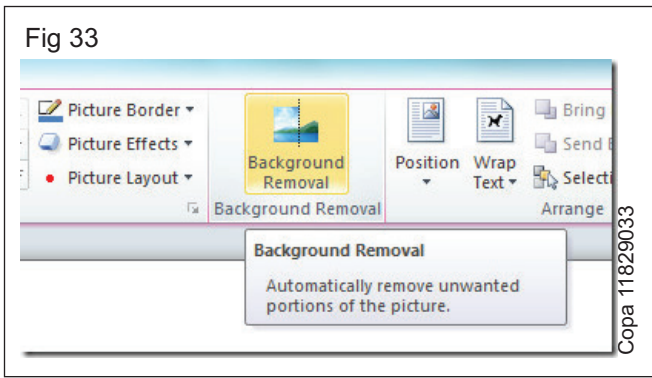 Fig 33
Picture Border
Picture Effects
Picture Layout
Background
Removal
Background Removal
Position
Wrap
Text
Bring
Send
Selecti
Arrange
Background Removal
Automatically remove unwanted
portions of the picture.
Copa 11829033